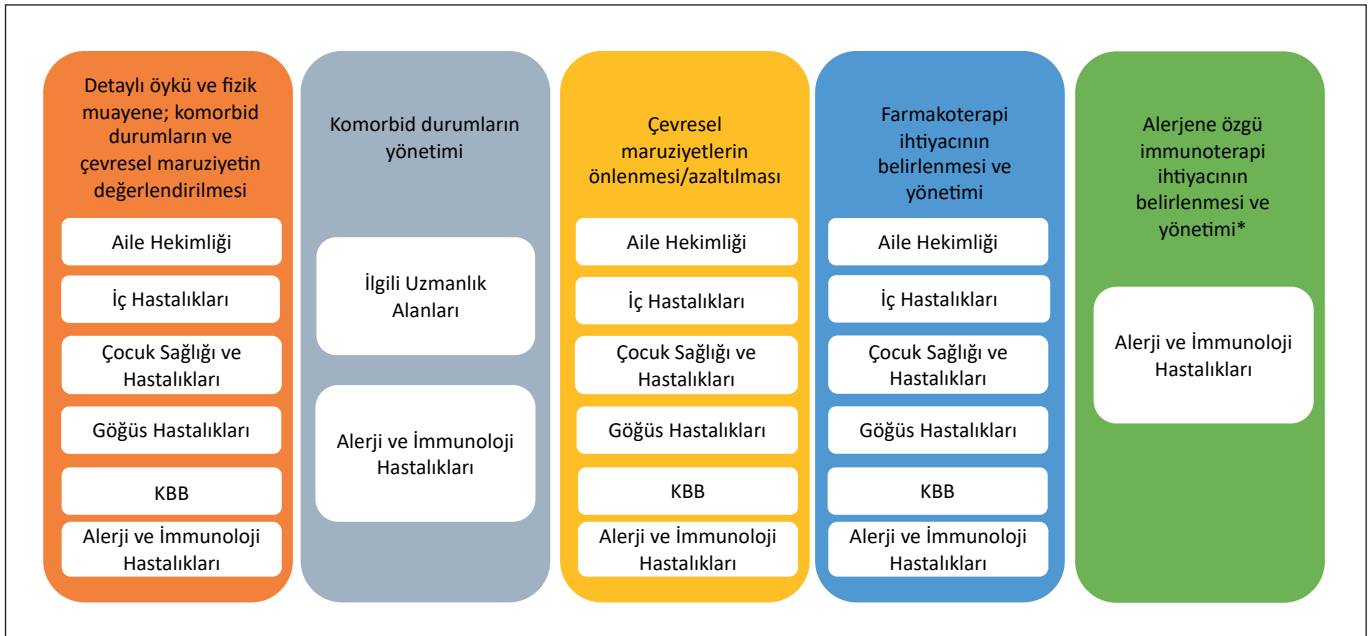 Detaylı öykü ve fizik
muayene; komorbid
durumların ve
çevresel maruziyetin
değerlendirilmesi
Aile Hekimliği
İç Hastalıkları
Çocuk Sağlığı ve
Hastalıkları
Göğüs Hastalıkları
KBB
Alerji ve İmmunoloji
Hastalıkları
Komorbid durumların
yönetimi
İlgili Uzmanlık
Alanları
Alerji ve İmmunoloji
Hastalıkları
Çevresel
maruziyetlerin
önlenmesi/azaltılması
Aile Hekimliği
İç Hastalıkları
Çocuk Sağlığı ve
Hastalıkları
Göğüs Hastalıkları
KBB
Alerji ve İmmunoloji
Hastalıkları
Farmakoterapi
ihtiyacının
belirlenmesi ve
yönetimi
Aile Hekimliği
İç Hastalıkları
Çocuk Sağlığı ve
Hastalıkları
Göğüs Hastalıkları
KBB
Alerji ve İmmunoloji
Hastalıkları
Alerjene özgü
immunoterapi
ihtiyacının
belirlenmesi ve
yönetimi*
Alerji ve İmmunoloji
Hastalıkları